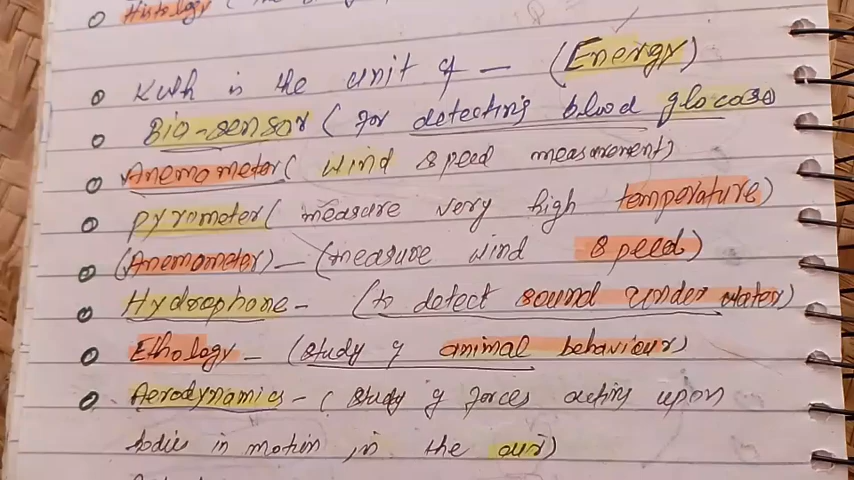 Histology (
Kwh is the unit of — (Energy)
Bio-sensor (for detecting blood glocose
Anemometer ( wind speed measurement)
pyrometer ( measure very high temperature)
(Anemometer) — (measure wind speed)
Hydrophone - (to detect sound under water)
Ethology - (study of animal behaviour)
Aerodynamics - ( study of forces acting upon
bodies in motion in the air)